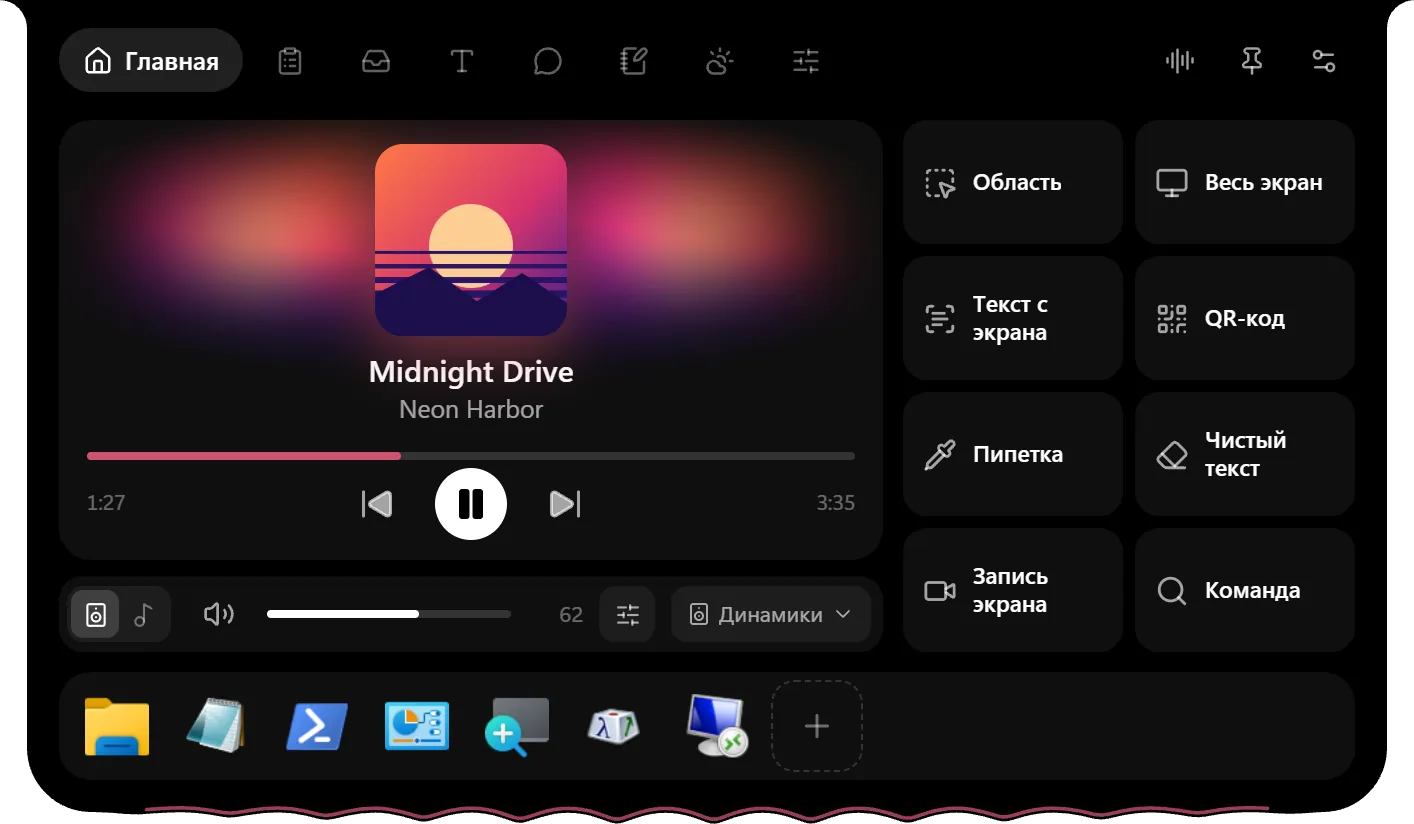 Главная
Midnight Drive
Neon Harbor
1:27
3:35
62
Динамики
Область
Весь экран
Текст с
экрана
QR-код
Пипетка
Чистый
текст
Запись
экрана
Команда